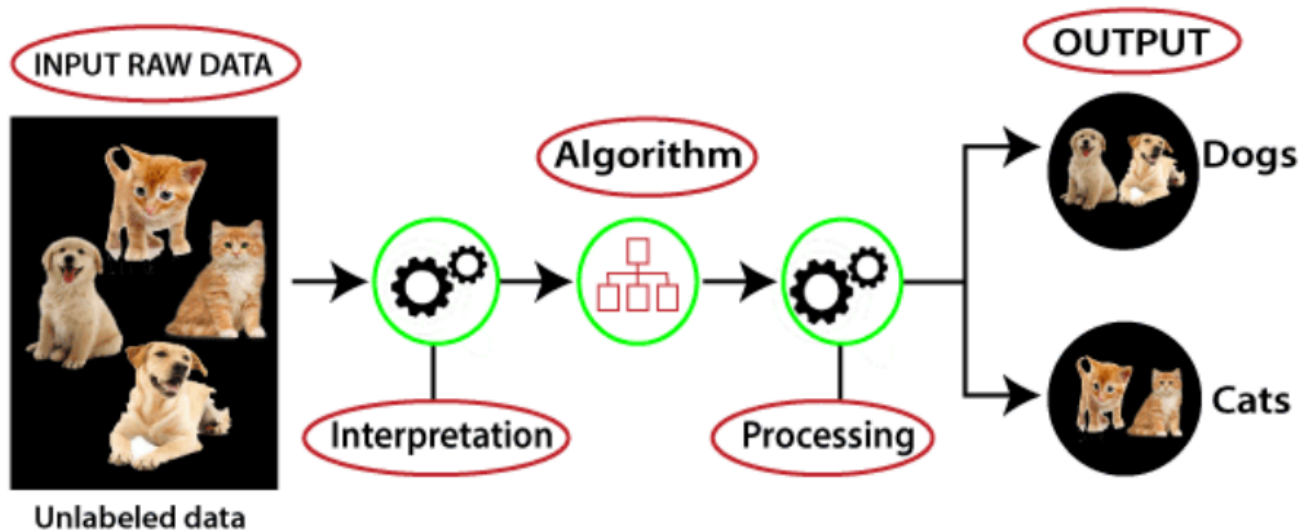 INPUT RAW DATA
Unlabeled data
Interpretation
Algorithm
Processing
OUTPUT
Dogs
Cats